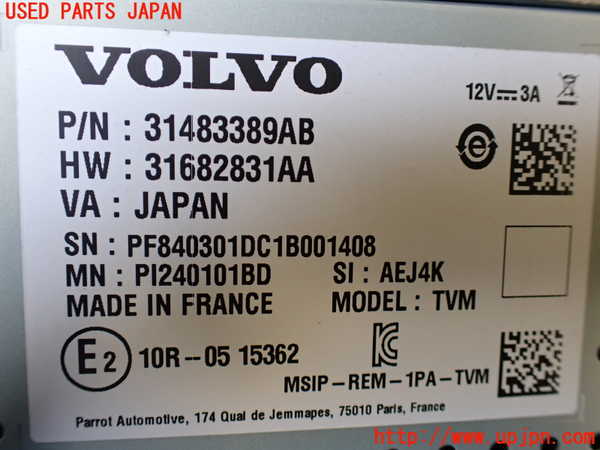 USED PARTS JAPAN
VOLVO
12V⎓3A
P/N : 31483389AB
HW : 31682831AA
VA : JAPAN
SN : PF840301DC1B001408
MN : PI240101BD SI : AEJ4K
MADE IN FRANCE MODEL : TVM
E2 10R-05 15362
MSIP-REM-1PA-TVM
Parrot Automotive, 174 Quai de Jemmapes, 75010 Paris, France
http://www.upjpn.com/